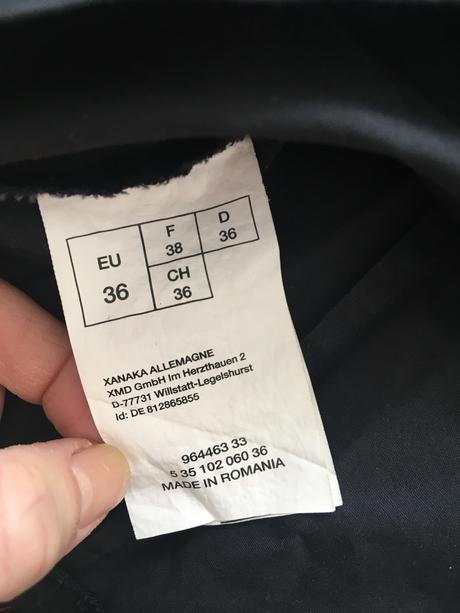 EU
36
F
38
D
36
CH
36
XANAKA ALLEMAGNE
XMD GmbH Im Herzthauen 2
D-77731 Willstatt-Legelshurst
Id: DE 812865855
964463 33
5 35 102 060 36
MADE IN ROMANIA